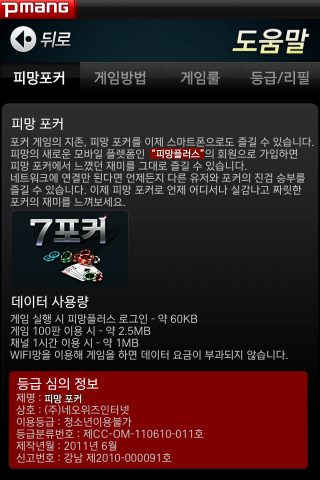 Pmang
뒤로
도움말
피망포커 게임방법 게임룰 등급/리필
피망 포커
포커 게임의 지존, 피망 포커를 이제 스마트폰으로도 즐길 수 있습니다.
피망의 새로운 모바일 플렛폼인 "피망플러스"의 회원으로 가입하면
피망 포커에서 느꼈던 재미를 그대로 즐길 수 있습니다.
네트워크에 연결만 된다면 언제든지 다른 유저와 포커의 진검 승부를
즐길 수 있습니다. 이제 피망 포커로 언제 어디서나 실감나고 짜릿한
포커의 재미를 느껴보세요.
7포커
데이터 사용량
게임 실행 시 피망플러스 로그인 - 약 60KB
게임 100판 이용 시 - 약 2.5MB
채널 1시간 이용 시 - 약 1MB
WIFI망을 이용해 게임을 하면 데이터 요금이 부과되지 않습니다.
등급 심의 정보
제명 : 피망 포커
상호 : (주)네오위즈인터넷
이용등급 : 청소년이용불가
등급분류번호 : 제CC-OM-110610-011호
제작년월 : 2011년 6월
신고번호 : 강남 제2010-000091호